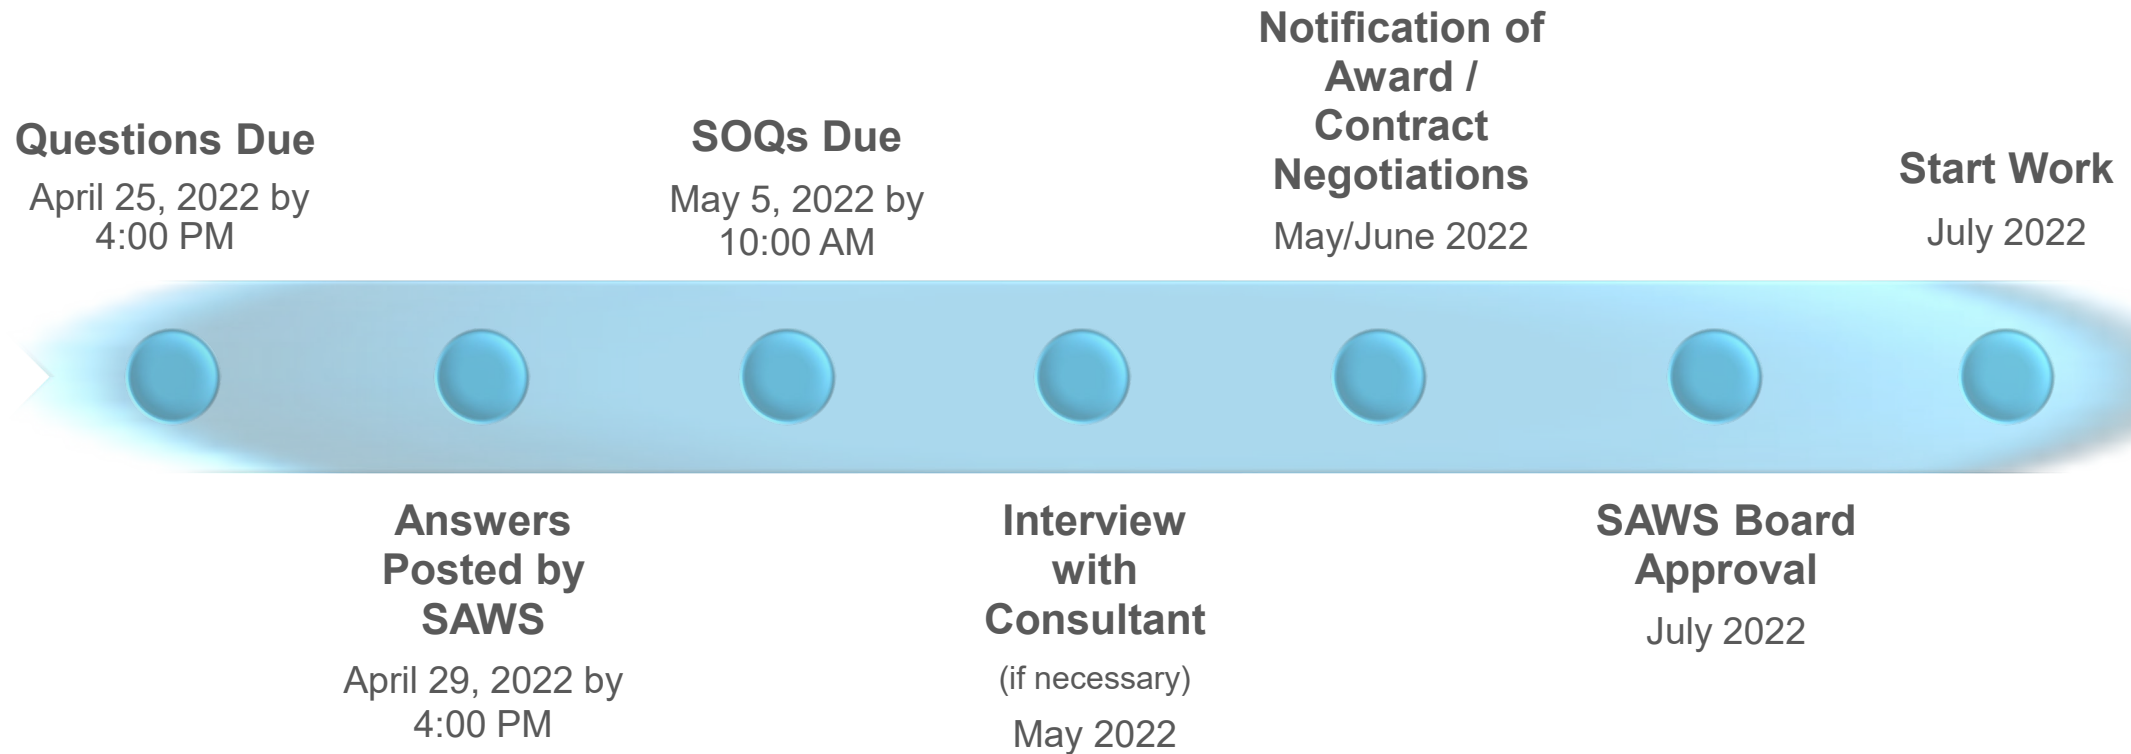 Questions Due
April 25, 2022 by
4:00 PM
Answers
Posted by
SAWS
April 29, 2022 by
4:00 PM
SOQs Due
May 5, 2022 by
10:00 AM
Interview
with
Consultant
(if necessary)
May 2022
Notification of
Award /
Contract
Negotiations
May/June 2022
SAWS Board
Approval
July 2022
Start Work
July 2022